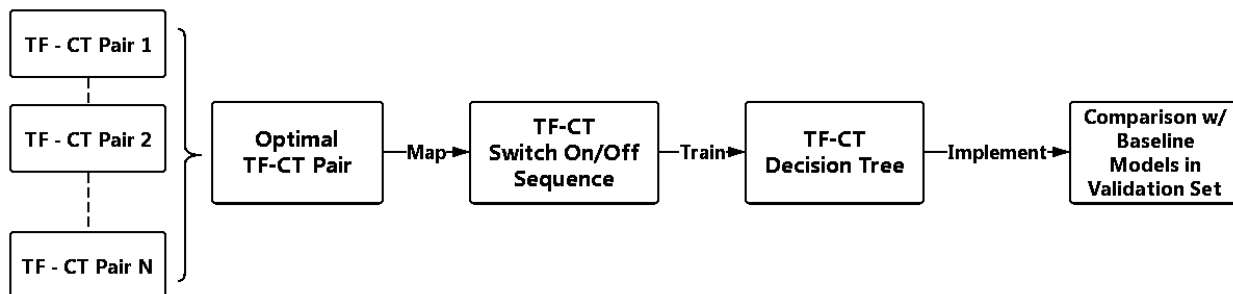 TF - CT Pair 1
TF - CT Pair 2
TF - CT Pair N
Optimal
TF-CT Pair
Map
TF-CT
Switch On/Off
Sequence
Train
TF-CT
Decision Tree
Implement
Comparison w/
Baseline
Models in
Validation Set